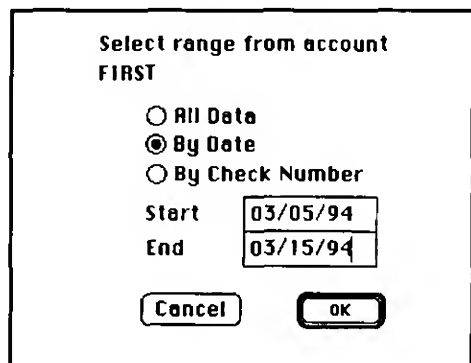 Select range from account
FIRST
All Data
By Date
By Check Number
Start 03/05/94
End 03/15/94
Cancel OK